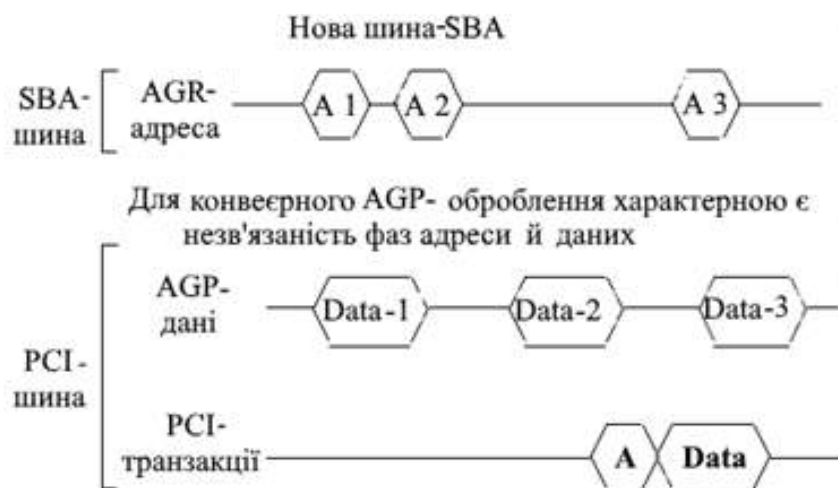 Нова шина-SBA
SBA-
шина
AGR-
адреса
A 1
A 2
A 3
Для конвеєрного AGP- оброблення характерною є
незв'язаність фаз адреси й даних
PCI-
шина
AGP-
дані
Data-1
Data-2
Data-3
PCI-
транзакції
A
Data